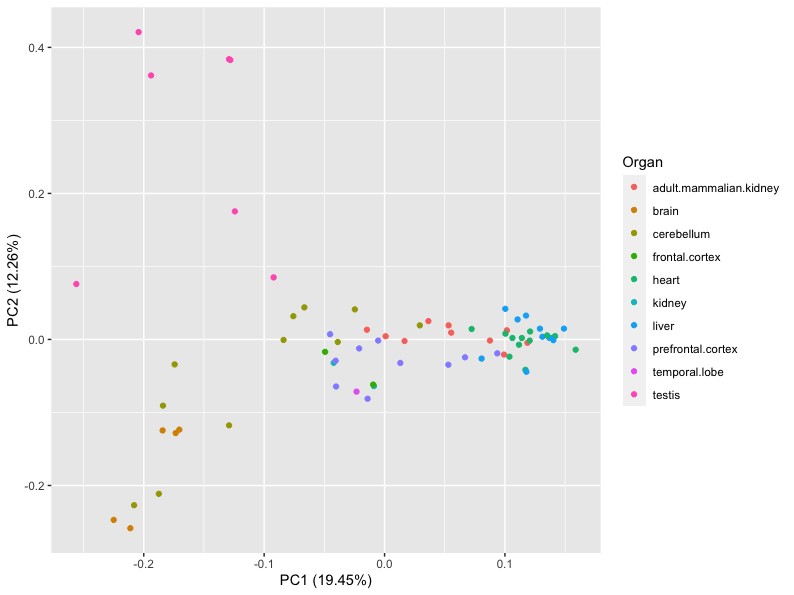 0.4
0.2
0.0
-0.2
PC2 (12.26%)
-0.2
-0.1
0.0
0.1
PC1 (19.45%)
Organ
adult.mammalian.kidney
brain
cerebellum
frontal.cortex
heart
kidney
liver
prefrontal.cortex
temporal.lobe
testis